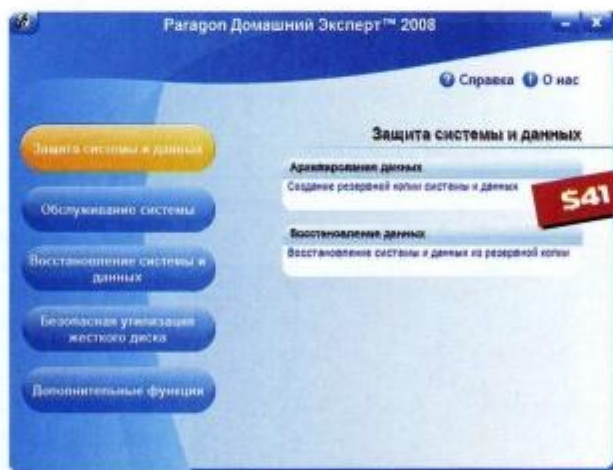 Paragon Домашний Эксперт™ 2008
Справка О нас
Защита системы и данных
Обслуживание системы
Восстановление системы и
данных
Безопасная утилизация
жесткого диска
Дополнительные функции
Защита системы и данных
Архивирование данных
Создание резервной копии системы и данных
$41
Восстановление данных
Восстановление системы и данных из резервной копии